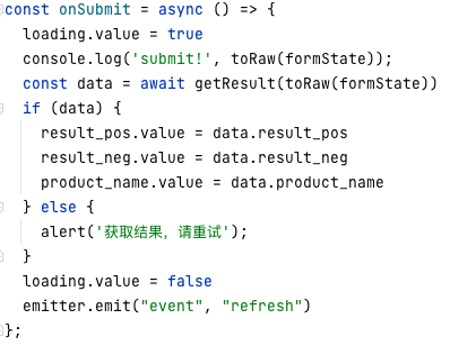 const onSubmit = async () => {
  loading.value = true
  console.log('submit!', toRaw(formState));
  const data = await getResult(toRaw(formState))
  if (data) {
    result_pos.value = data.result_pos
    result_neg.value = data.result_neg
    product_name.value = data.product_name
  } else {
    alert('获取结果，请重试');
  }
  loading.value = false
  emitter.emit("event", "refresh")
};